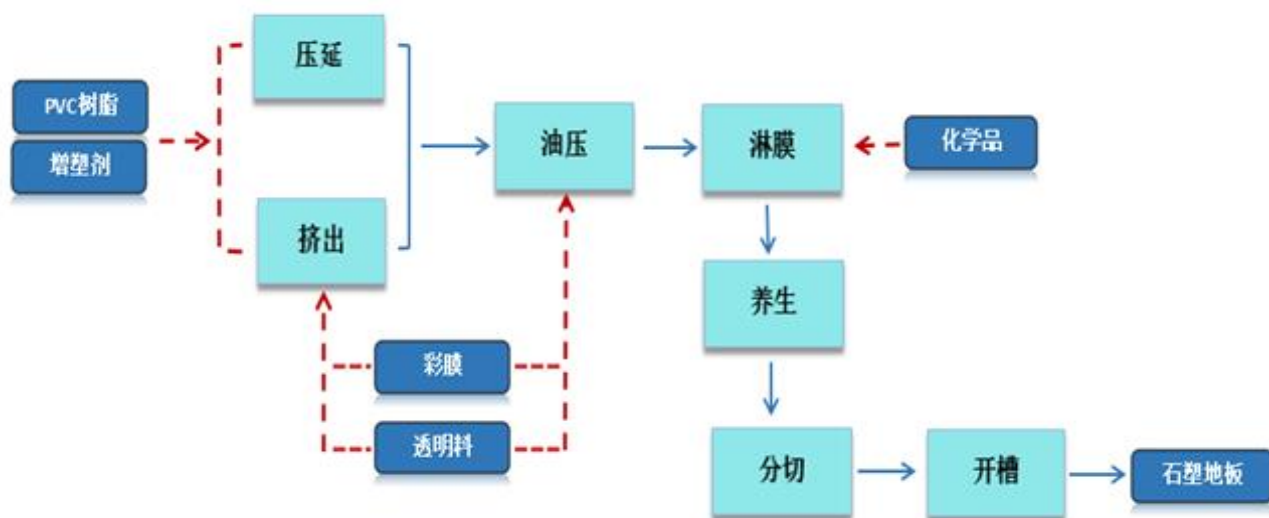 压延
PVC树脂
增塑剂
油压
淋膜
化学品
挤出
养生
彩膜
透明料
分切
开槽
石塑地板